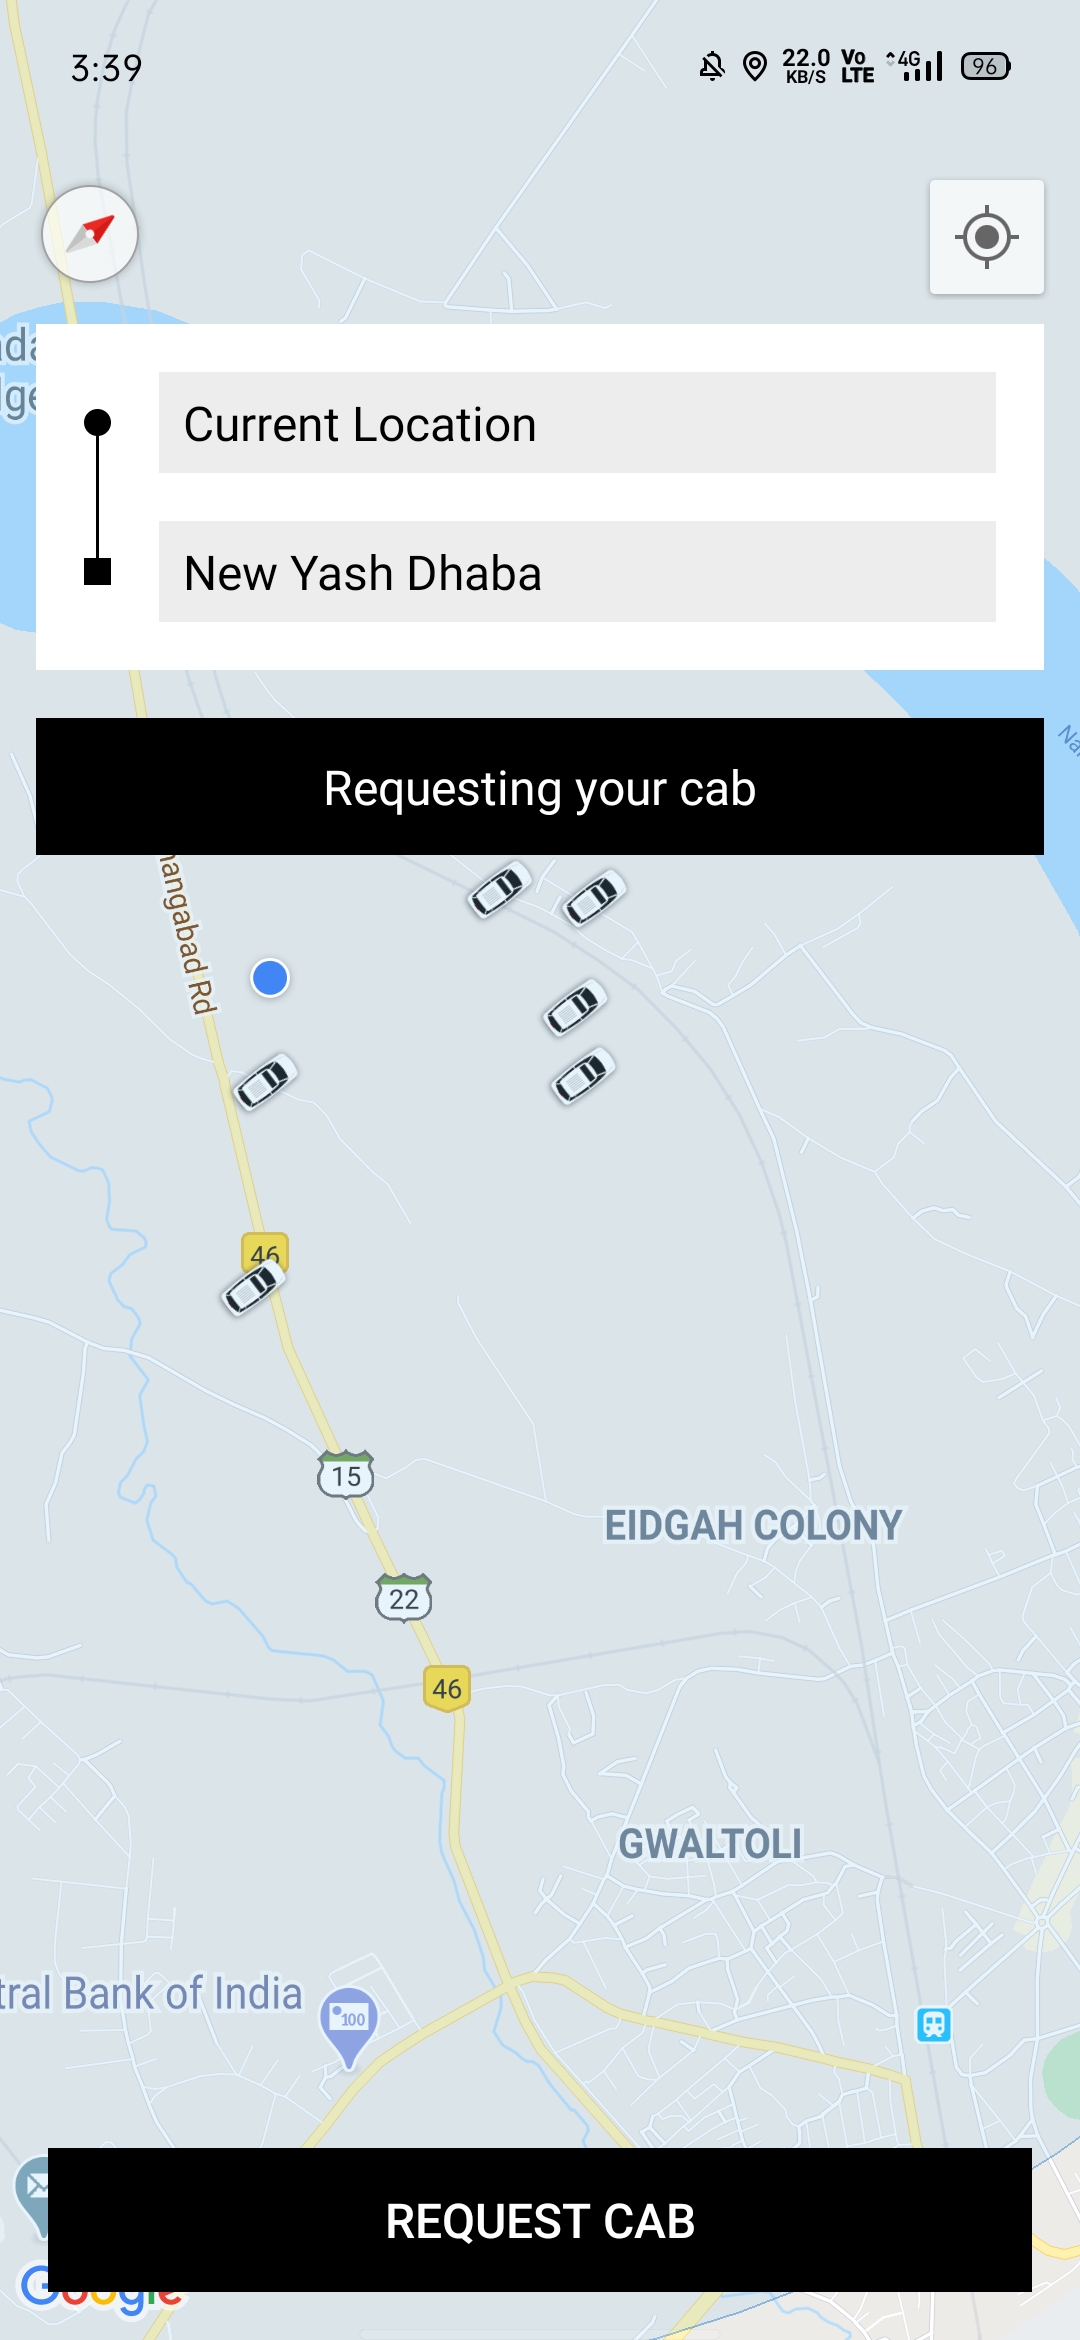 3:39
22.0
KB/S
Vo
LTE
4G
96
Current Location
New Yash Dhaba
Requesting your cab
angabad Rd
46
15
EIDGAH COLONY
22
46
GWALTOLI
tral Bank of India
100
REQUEST CAB
Google